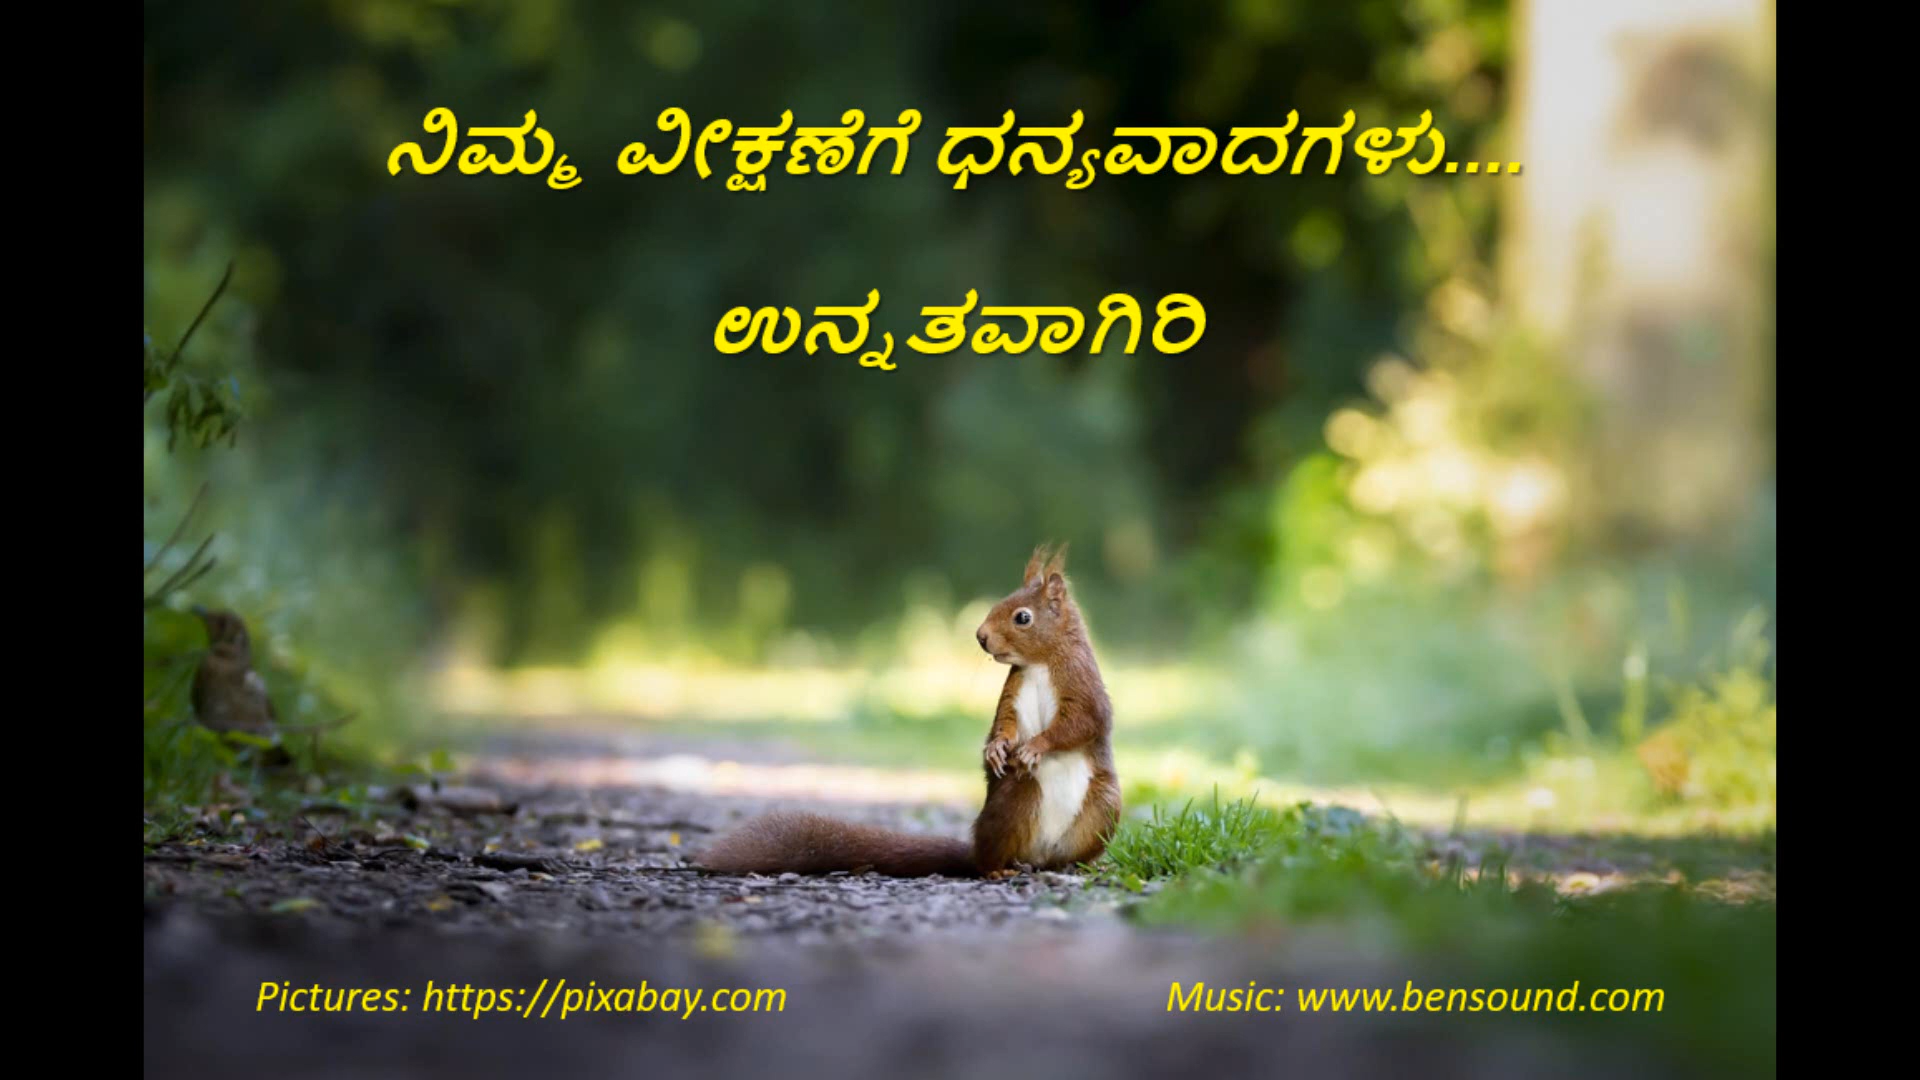 ನಿಮ್ಮ ವೀಕ್ಷಣೆಗೆ ಧನ್ಯವಾದಗಳು....
ಉನ್ನತವಾಗಿರಿ
Pictures: https://pixabay.com
Music: www.bensound.com